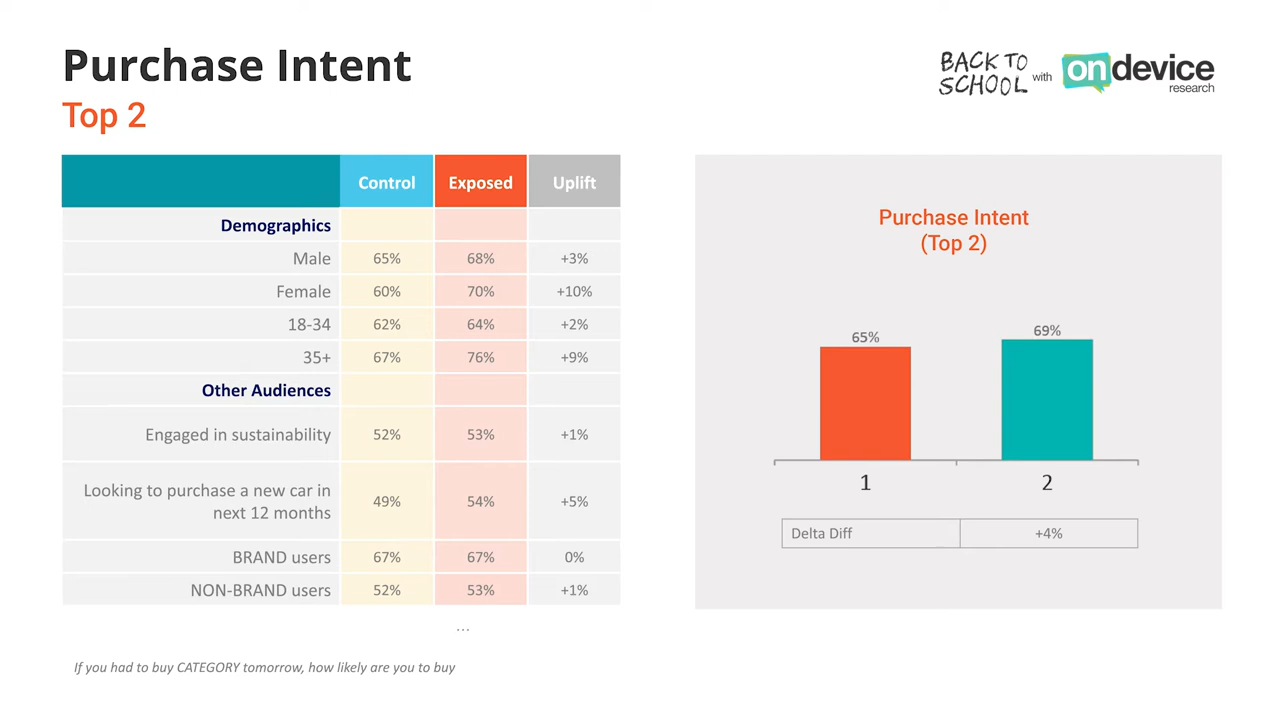 Purchase Intent
Top 2
BACK TO
SCHOOL with ondevice
research
Control Exposed Uplift
Demographics
Male 65% 68% +3%
Female 60% 70% +10%
18-34 62% 64% +2%
35+ 67% 76% +9%
Other Audiences
Engaged in sustainability 52% 53% +1%
Looking to purchase a new car in
next 12 months 49% 54% +5%
BRAND users 67% 67% 0%
NON-BRAND users 52% 53% +1%
...
If you had to buy CATEGORY tomorrow, how likely are you to buy
Purchase Intent
(Top 2)
65% 69%
1 2
Delta Diff +4%